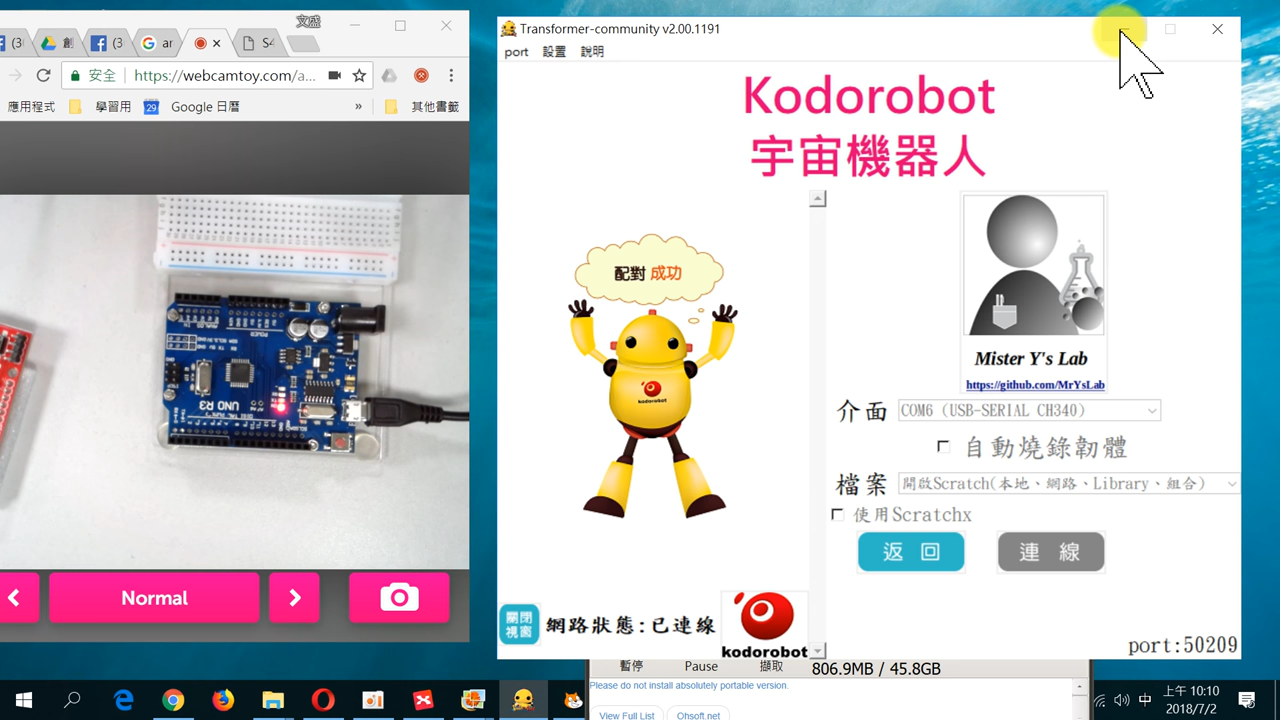 文盛
(3
創
(3
ar
S4
安全
https://webcamtoy.com/a...
應用程式
學習用
29
Google 日曆
»
其他書籤
POWER
UNO R3
Normal
Transformer-community v2.00.1191
port
設置
說明
Kodorobot
宇宙機器人
配對 成功
kodorobot
Mister Y's Lab
https://github.com/MrYsLab
介面
COM6 (USB-SERIAL CH340)
自動燒錄韌體
檔案
開啟Scratch(本地、網路、Library、組合)
使用Scratchx
返 回
連 線
關閉
視窗
網路狀態:已連線
kodorobot
port:50209
暫停
Pause
擷取
806.9MB / 45.8GB
Please do not install absolutely portable version.
View Full List
Ohsoft.net
中
上午 10:10
2018/7/2